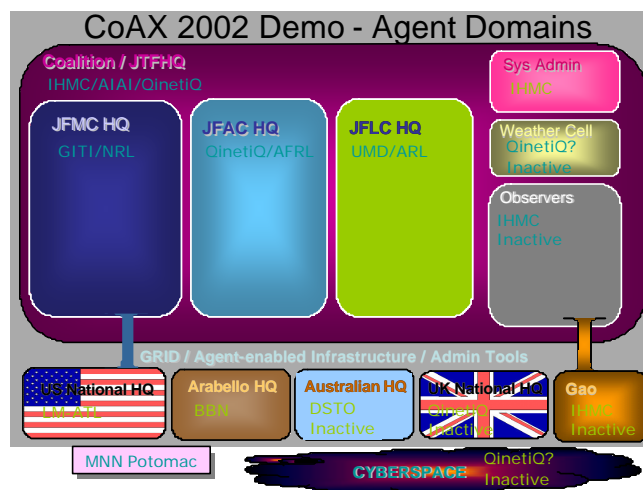 CoAX 2002 Demo - Agent Domains
Coalition / JTFHQ
IHMC/AIAI/QinetiQ
Sys Admin
IHMC
JFMC HQ
GITI/NRL
JFAC HQ
QinetiQ/AFRL
JFLC HQ
UMD/ARL
Weather Cell
QinetiQ?
Inactive
Observers
IHMC
Inactive
GRID / Agent-enabled Infrastructure / Admin Tools
US National HQ
LM-ATL
Arabello HQ
BBN
Australian HQ
DSTO
Inactive
UK National HQ
QinetiQ
Inactive
Gao
IHMC
Inactive
MNN Potomac
CYBERSPACE
QinetiQ?
Inactive